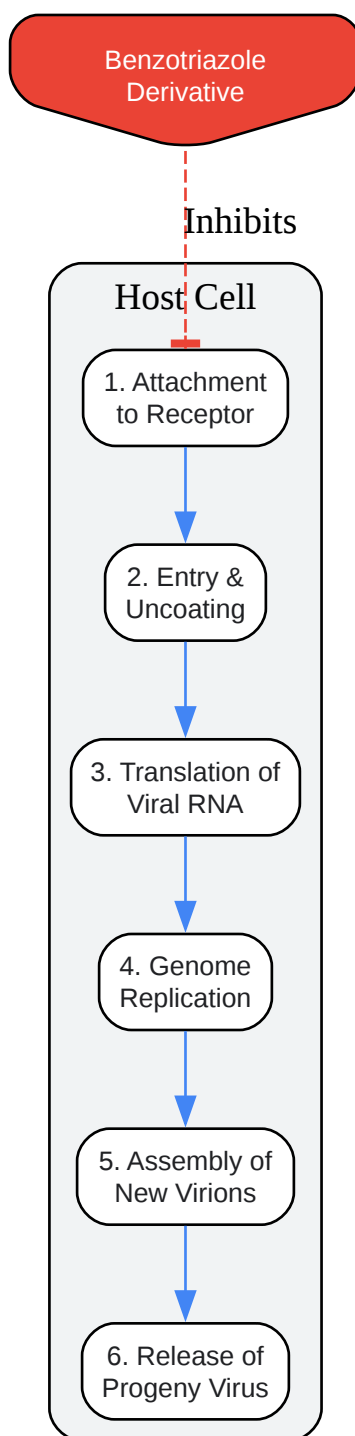 Benzotriazole
Derivative
Inhibits
Host Cell
1. Attachment
to Receptor
2. Entry &
Uncoating
3. Translation of
Viral RNA
4. Genome
Replication
5. Assembly of
New Virions
6. Release of
Progeny Virus